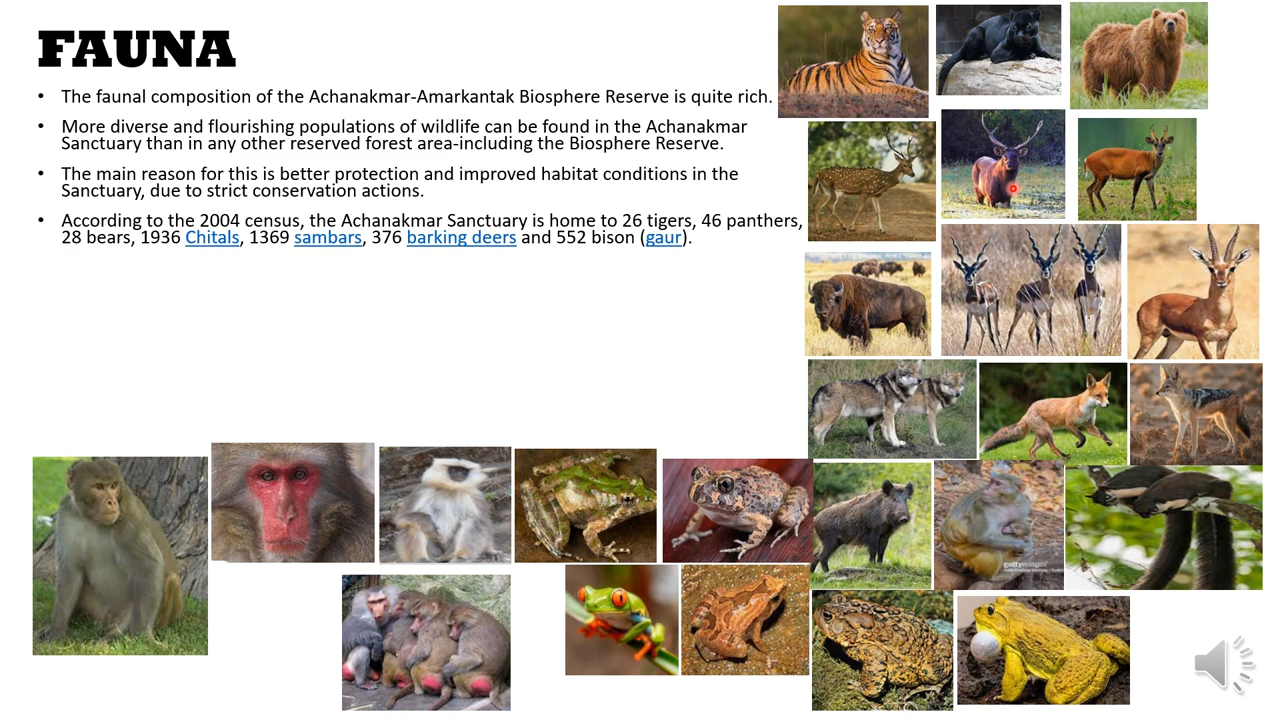 FAUNA
• The faunal composition of the Achanakmar-Amarkantak Biosphere Reserve is quite rich.
• More diverse and flourishing populations of wildlife can be found in the Achanakmar
Sanctuary than in any other reserved forest area-including the Biosphere Reserve.
• The main reason for this is better protection and improved habitat conditions in the
Sanctuary, due to strict conservation actions.
• According to the 2004 census, the Achanakmar Sanctuary is home to 26 tigers, 46 panthers,
28 bears, 1936 Chitals, 1369 sambars, 376 barking deers and 552 bison (gaur).
gettyimages